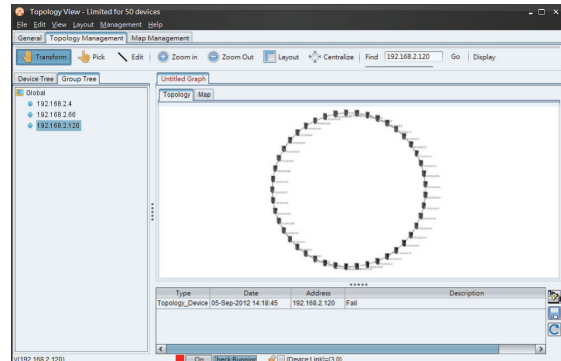 Topology View - Limited for 50 devices
File Edit View Layout Management Help
General Topology Management Map Management
Transform Pick Edit Zoom in Zoom Out Layout Centralize Find 192.168.2.120 Go Display
Device Tree Group Tree
Untitled Graph
Global
192.168.2.4
192.168.2.66
192.168.2.120
Topology Map
Type Date Address Description
Topology_Device 05-Sep-2012 14:18:45 192.168.2.120 Fail
V(192.168.2.120)
On Check Running (Device:Link)=(3,0)